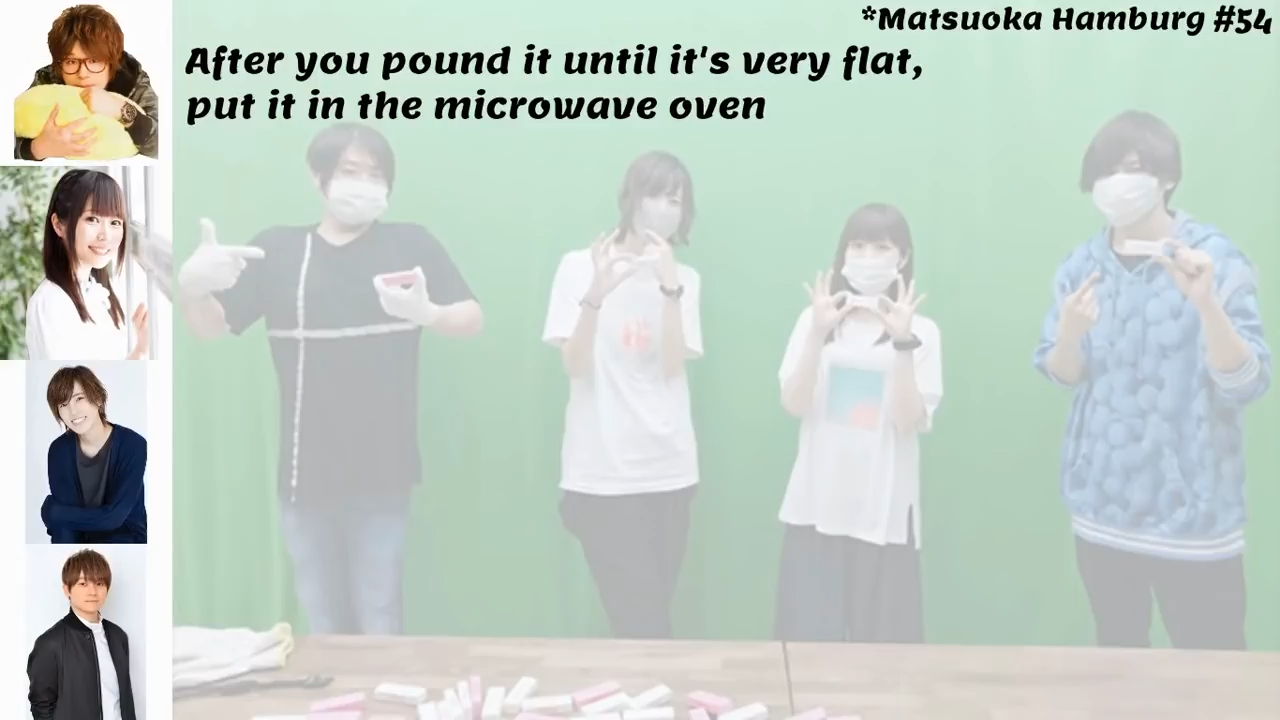 *Matsuoka Hamburg #54
After you pound it until it's very flat,
put it in the microwave oven